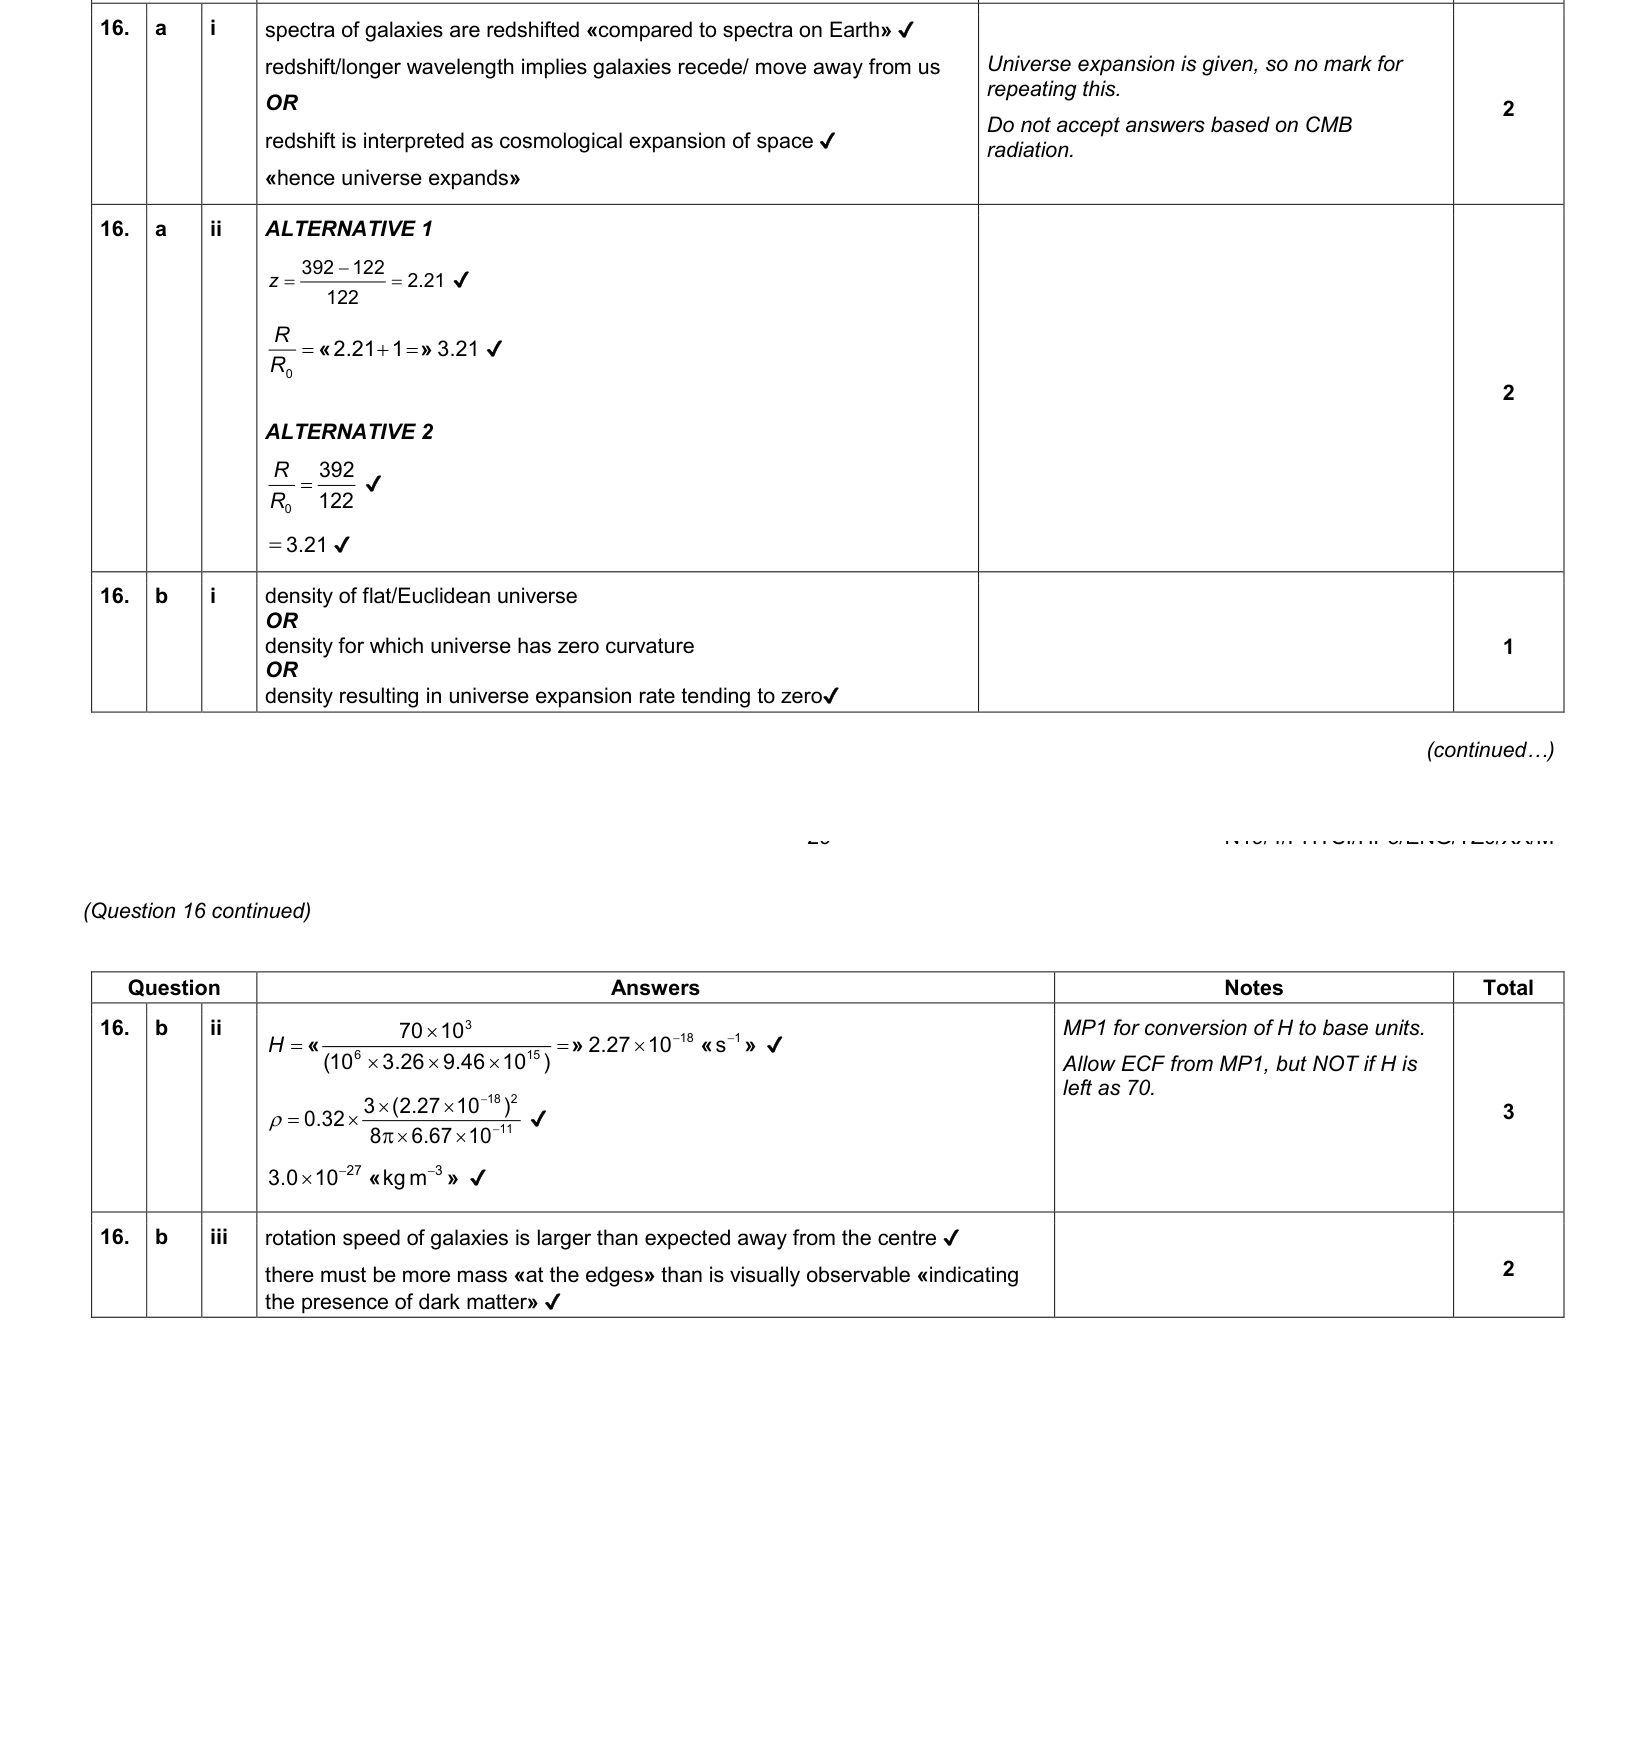 16. a i spectra of galaxies are redshifted «compared to spectra on Earth» ✓
redshift/longer wavelength implies galaxies recede/ move away from us
OR
redshift is interpreted as cosmological expansion of space ✓
«hence universe expands»
Universe expansion is given, so no mark for
repeating this.
Do not accept answers based on CMB
radiation.
2
16. a ii ALTERNATIVE 1
z = (392 − 122)/122 = 2.21 ✓
R/R₀ = «2.21+1=» 3.21 ✓
ALTERNATIVE 2
R/R₀ = 392/122 ✓
= 3.21 ✓
2
16. b i density of flat/Euclidean universe
OR
density for which universe has zero curvature
OR
density resulting in universe expansion rate tending to zero✓
1
(continued…)
(Question 16 continued)
Question Answers Notes Total
16. b ii H = « 70×10³/(10⁶ ×3.26×9.46×10¹⁵) =» 2.27×10⁻¹⁸ «s⁻¹» ✓
ρ = 0.32× 3×(2.27×10⁻¹⁸)²/(8π×6.67×10⁻¹¹) ✓
3.0×10⁻²⁷ «kg m⁻³» ✓
MP1 for conversion of H to base units.
Allow ECF from MP1, but NOT if H is
left as 70.
3
16. b iii rotation speed of galaxies is larger than expected away from the centre ✓
there must be more mass «at the edges» than is visually observable «indicating
the presence of dark matter» ✓
2